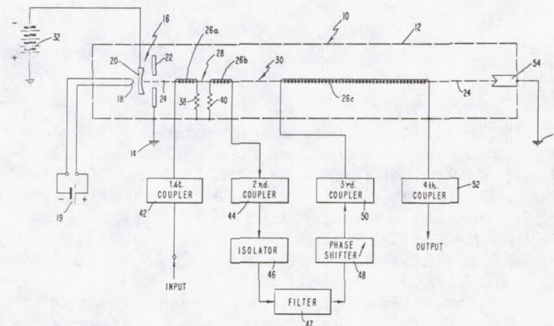 10
12
16
26a
32
22
28
26b
30
20
54
18
38
40
26c
24
24
14
19
+
1st. COUPLER
2nd. COUPLER
3rd. COUPLER
4th. COUPLER
52
42
44
50
ISOLATOR
PHASE SHIFTER
OUTPUT
46
48
INPUT
FILTER
47